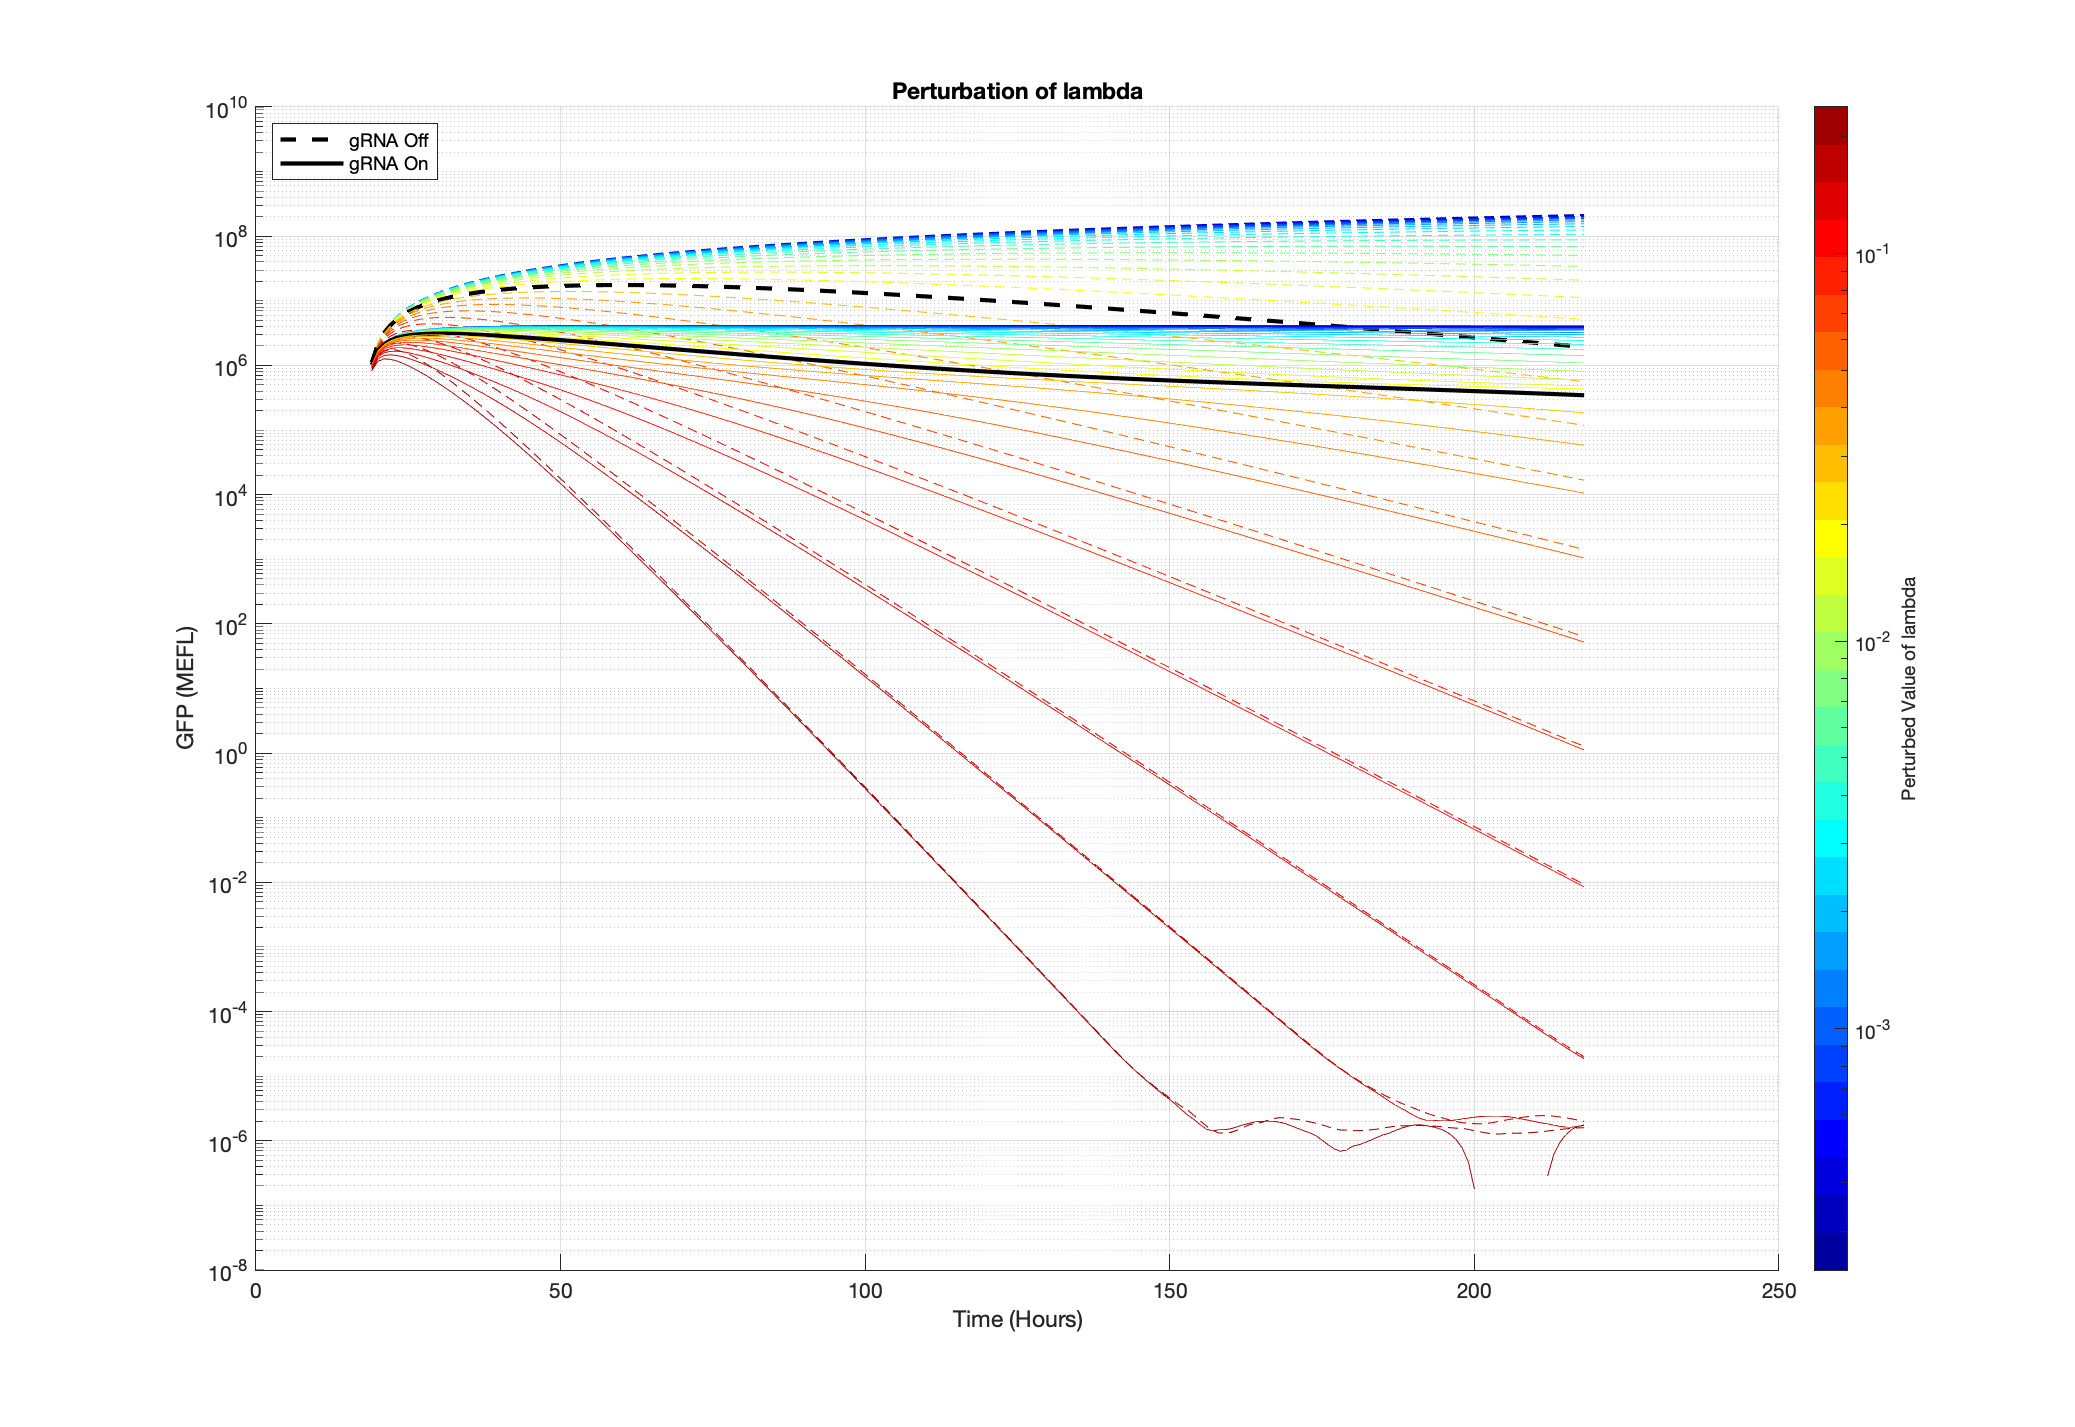 Perturbation of lambda
gRNA Off
gRNA On
GFP (MEFL)
10^10
10^8
10^6
10^4
10^2
10^0
10^-2
10^-4
10^-6
10^-8
0 50 100 150 200 250
Time (Hours)
10^-1
10^-2
10^-3
Perturbed Value of lambda